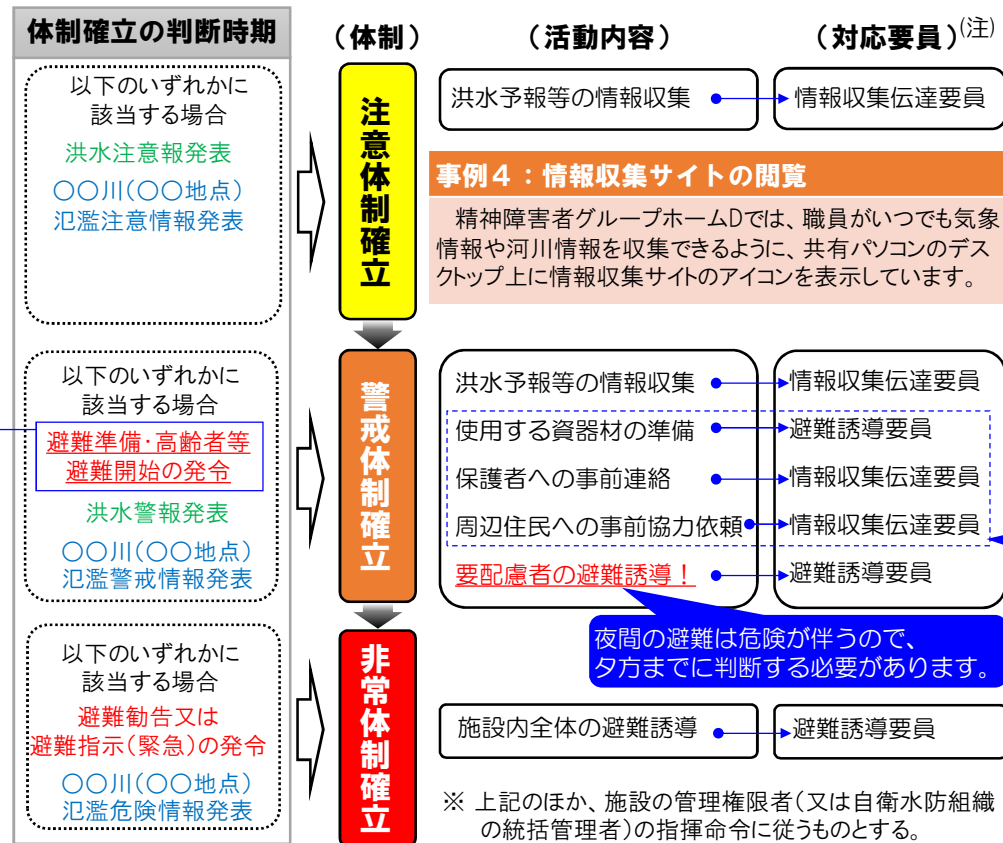 体制確立の判断時期
(体制)
(活動内容)
(対応要員)(注)
以下のいずれかに
該当する場合
洪水注意報発表
〇〇川(〇〇地点)
氾濫注意情報発表
注意体制確立
洪水予報等の情報収集
情報収集伝達要員
事例4:情報収集サイトの閲覧
精神障害者グループホームDでは、職員がいつでも気象
情報や河川情報を収集できるように、共有パソコンのデス
クトップ上に情報収集サイトのアイコンを表示しています。
以下のいずれかに
該当する場合
避難準備・高齢者等
避難開始の発令
洪水警報発表
〇〇川(〇〇地点)
氾濫警戒情報発表
警戒体制確立
洪水予報等の情報収集
情報収集伝達要員
使用する資器材の準備
避難誘導要員
保護者への事前連絡
情報収集伝達要員
周辺住民への事前協力依頼
情報収集伝達要員
要配慮者の避難誘導!
避難誘導要員
夜間の避難は危険が伴うので、
夕方までに判断する必要があります。
以下のいずれかに
該当する場合
避難勧告又は
避難指示(緊急)の発令
〇〇川(〇〇地点)
氾濫危険情報発表
非常体制確立
施設内全体の避難誘導
避難誘導要員
※ 上記のほか、施設の管理権限者(又は自衛水防組織
の統括管理者)の指揮命令に従うものとする。